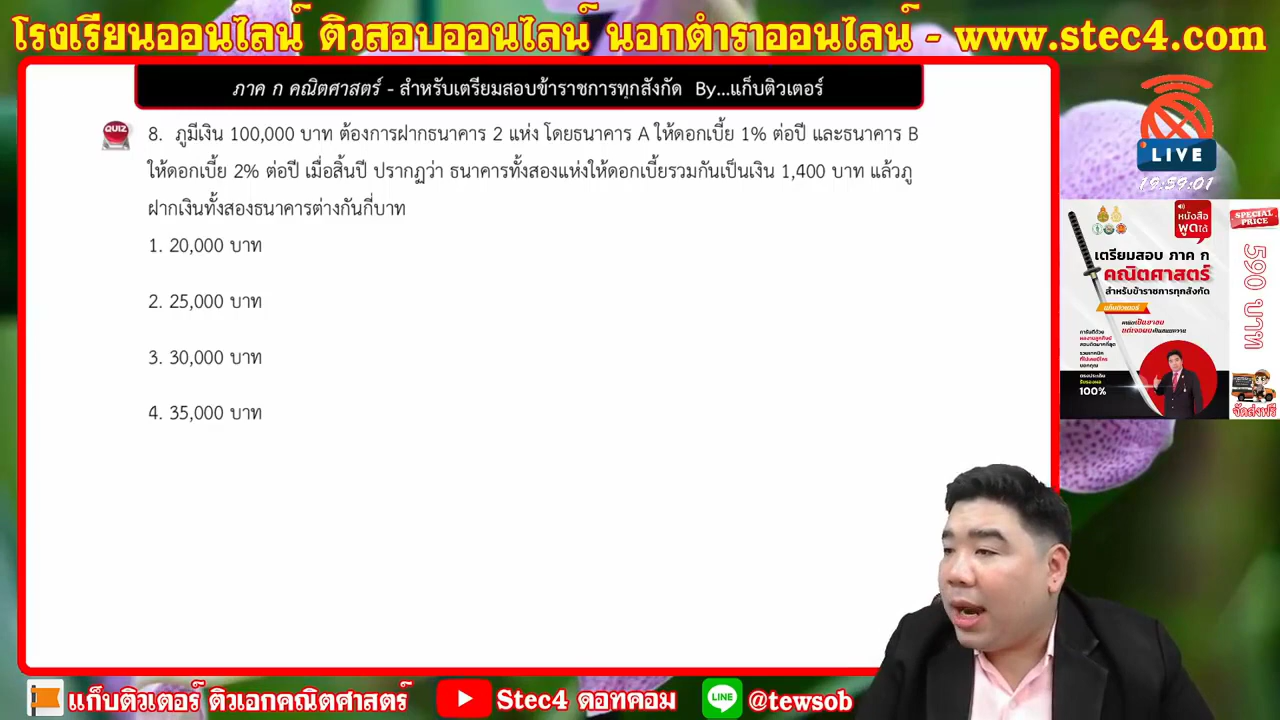 โรงเรียนออนไลน์ ติวสอบออนไลน์ นอกตำราออนไลน์ - www.stec4.com
ภาค ก คณิตศาสตร์ - สำหรับเตรียมสอบข้าราชการทุกสังกัด By...แก็บติวเตอร์
QUIZ
8. ภูมีเงิน 100,000 บาท ต้องการฝากธนาคาร 2 แห่ง โดยธนาคาร A ให้ดอกเบี้ย 1% ต่อปี และธนาคาร B
ให้ดอกเบี้ย 2% ต่อปี เมื่อสิ้นปี ปรากฏว่า ธนาคารทั้งสองแห่งให้ดอกเบี้ยรวมกันเป็นเงิน 1,400 บาท แล้วภู
ฝากเงินทั้งสองธนาคารต่างกันกี่บาท
1. 20,000 บาท
2. 25,000 บาท
3. 30,000 บาท
4. 35,000 บาท
LIVE
19:59:01
หนังสือ
พูดได้
SPECIAL
PRICE
เตรียมสอบ ภาค ก
คณิตศาสตร์
สำหรับข้าราชการทุกสังกัด
แก็บติวเตอร์
100%
590 บาท
จัดส่งฟรี
แก็บติวเตอร์ ติวเอกคณิตศาสตร์
Stec4 ดอทคอม
LINE
@tewsob